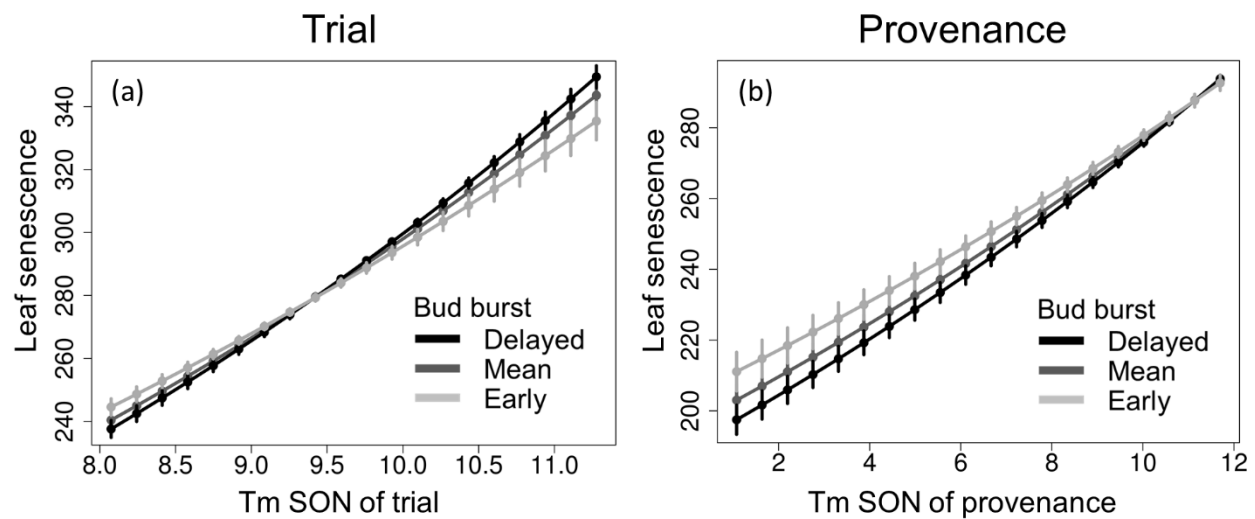 Trial
Provenance
(a)
Leaf senescence
240 260 280 300 320 340
Bud burst
Delayed
Mean
Early
8.0 8.5 9.0 9.5 10.0 10.5 11.0
Tm SON of trial
(b)
Leaf senescence
200 220 240 260 280
Bud burst
Delayed
Mean
Early
2 4 6 8 10 12
Tm SON of provenance